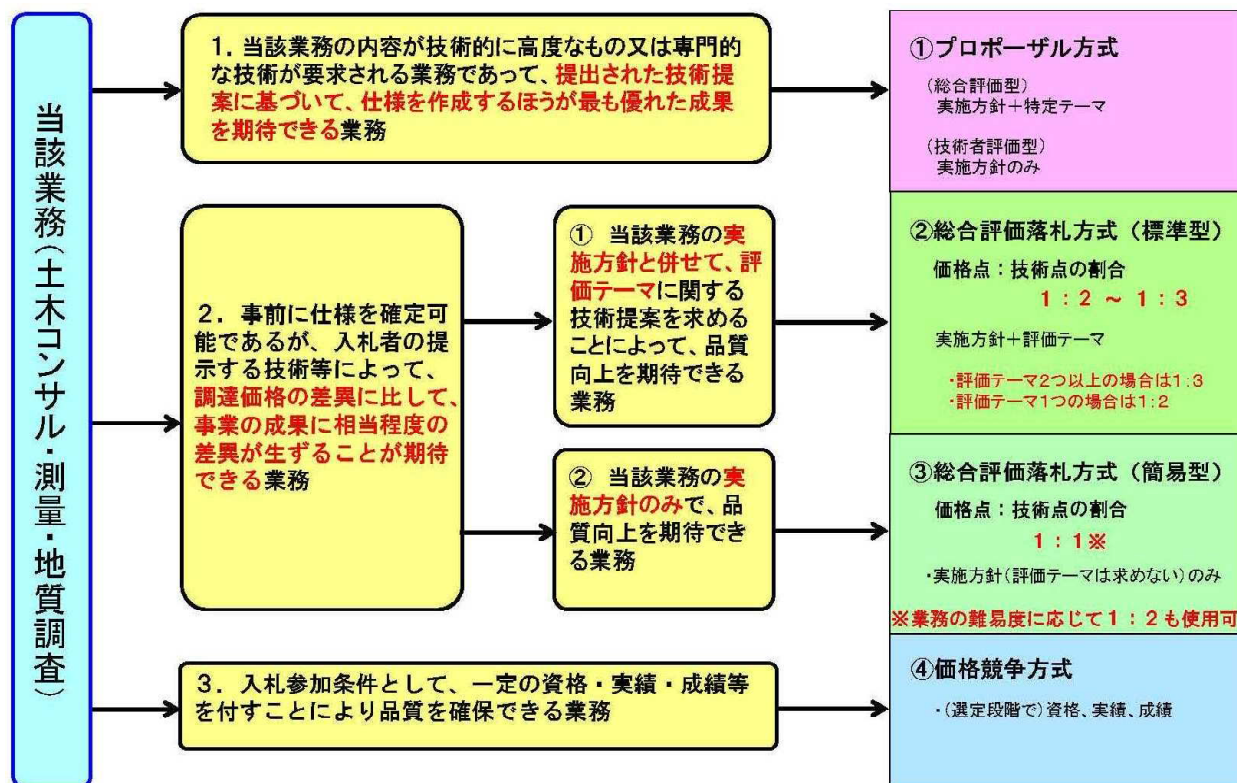 当該業務(土木コンサル・測量・地質調査)
1．当該業務の内容が技術的に高度なもの又は専門的
な技術が要求される業務であって、提出された技術提
案に基づいて、仕様を作成するほうが最も優れた成果
を期待できる業務
①プロポーザル方式
(総合評価型)
実施方針＋特定テーマ
(技術者評価型)
実施方針のみ
2．事前に仕様を確定可
能であるが、入札者の提
示する技術等によって、
調達価格の差異に比して、
事業の成果に相当程度の
差異が生ずることが期待
できる業務
① 当該業務の実
施方針と併せて、評
価テーマに関する
技術提案を求める
ことによって、品質
向上を期待できる
業務
②総合評価落札方式（標準型）
価格点：技術点の割合
1：2 ～ 1：3
実施方針＋評価テーマ
・評価テーマ2つ以上の場合は1：3
・評価テーマ1つの場合は1：2
② 当該業務の実
施方針のみで、品
質向上を期待でき
る業務
③総合評価落札方式（簡易型）
価格点：技術点の割合
1：1※
・実施方針(評価テーマは求めない)のみ
※業務の難易度に応じて1：2も使用可
3．入札参加条件として、一定の資格・実績・成績等
を付すことにより品質を確保できる業務
④価格競争方式
・(選定段階で)資格、実績、成績